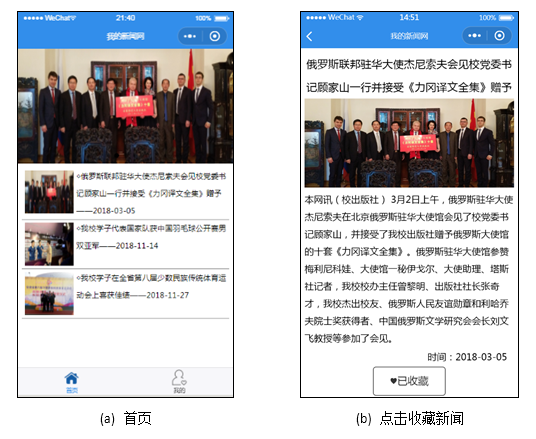 WeChat
21:40
100%
我的新闻网
◇俄罗斯联邦驻华大使杰尼索夫会见校党委书
记顾家山一行并接受《力冈译文全集》赠予
——2018-03-05
◇我校学子代表国家队获中国羽毛球公开赛男
双亚军——2018-11-14
◇我校学子在全省第八届少数民族传统体育运
动会上喜获佳绩——2018-11-27
首页
我的
(a) 首页
WeChat
14:51
100%
我的新闻网
俄罗斯联邦驻华大使杰尼索夫会见校党委书
记顾家山一行并接受《力冈译文全集》赠予
本网讯（校出版社） 3月2日上午，俄罗斯驻华大使
杰尼索夫在北京俄罗斯驻华大使馆会见了校党委书
记顾家山，并接受了我校出版社赠予俄罗斯大使馆
的十套《力冈译文全集》。俄罗斯驻华大使馆参赞
梅利尼科娃、大使馆一秘伊戈尔、大使助理、塔斯
社记者，我校校办主任曾黎明、出版社社长张奇
才，我校杰出校友、俄罗斯人民友谊勋章和利哈乔
夫院士奖获得者、中国俄罗斯文学研究会会长刘文
飞教授等参加了会见。
时间：2018-03-05
♥已收藏
(b) 点击收藏新闻